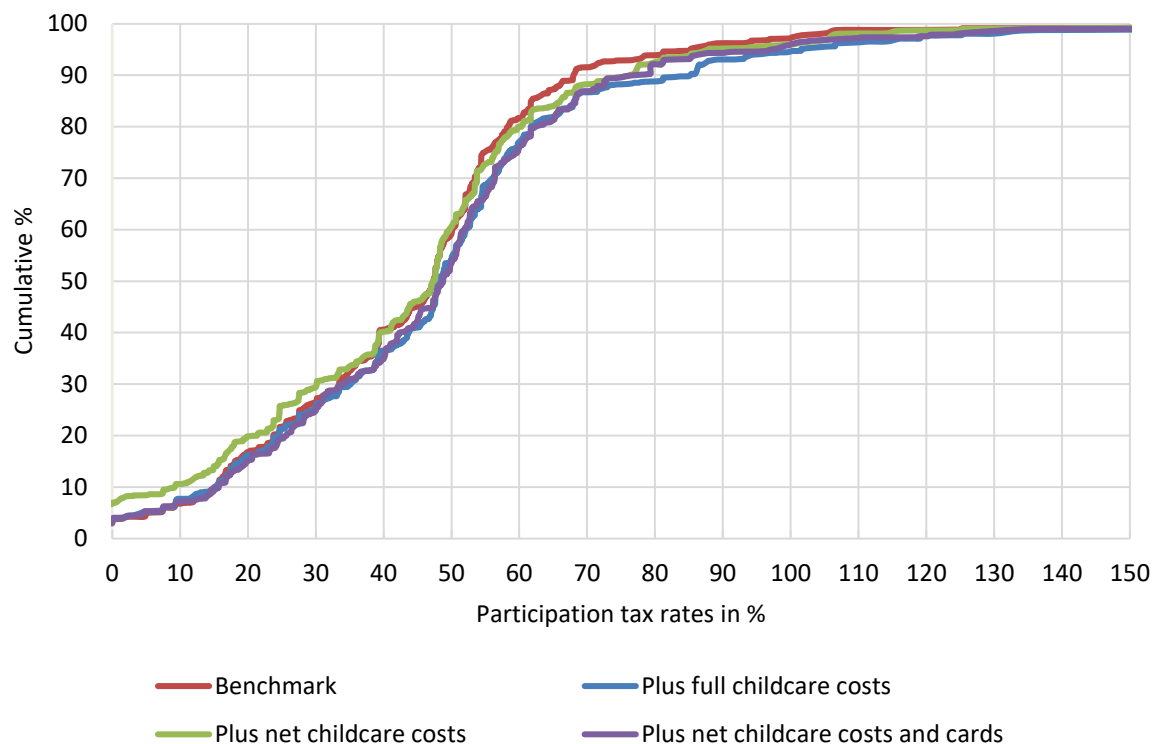 100
90
80
70
60
50
40
30
20
10
0
Cumulative %
0 10 20 30 40 50 60 70 80 90 100 110 120 130 140 150
Participation tax rates in %
Benchmark Plus full childcare costs
Plus net childcare costs Plus net childcare costs and cards